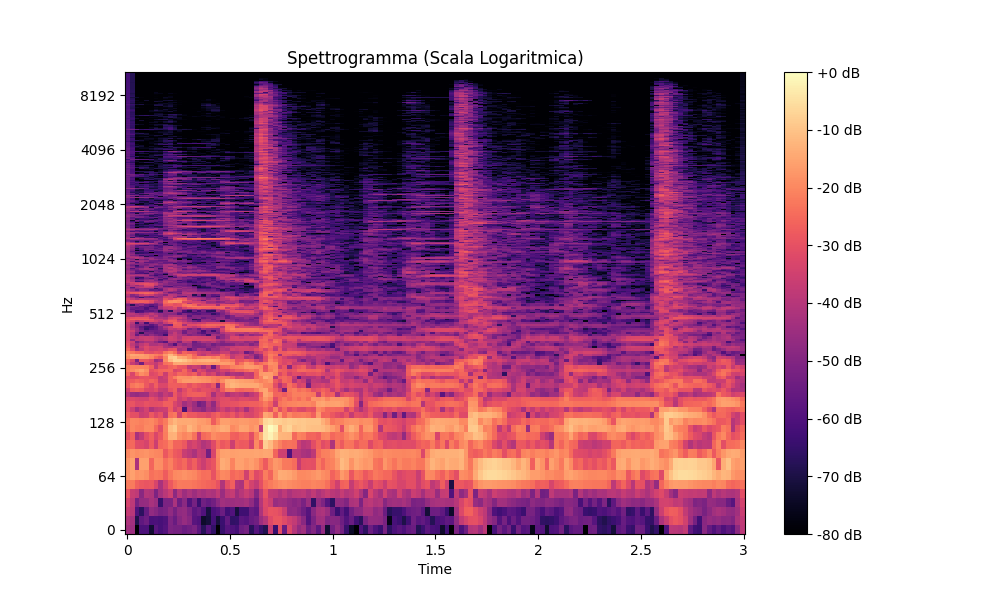 Spettrogramma (Scala Logaritmica)
Hz
8192
4096
2048
1024
512
256
128
64
0
0 0.5 1 1.5 2 2.5 3
Time
+0 dB
-10 dB
-20 dB
-30 dB
-40 dB
-50 dB
-60 dB
-70 dB
-80 dB